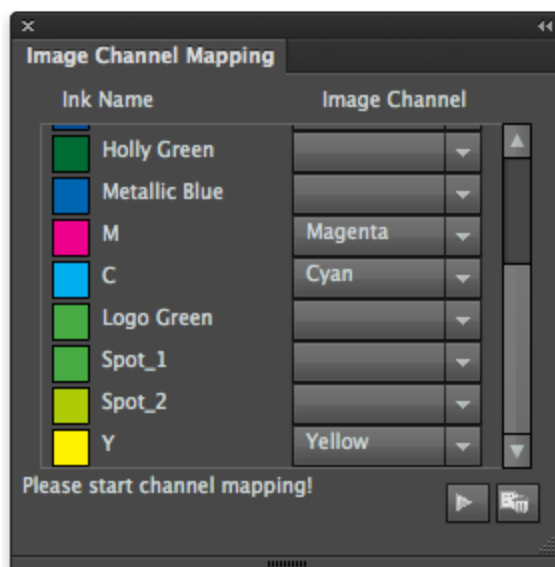 Image Channel Mapping
Ink Name Image Channel
Holly Green
Metallic Blue
M Magenta
C Cyan
Logo Green
Spot_1
Spot_2
Y Yellow
Please start channel mapping!